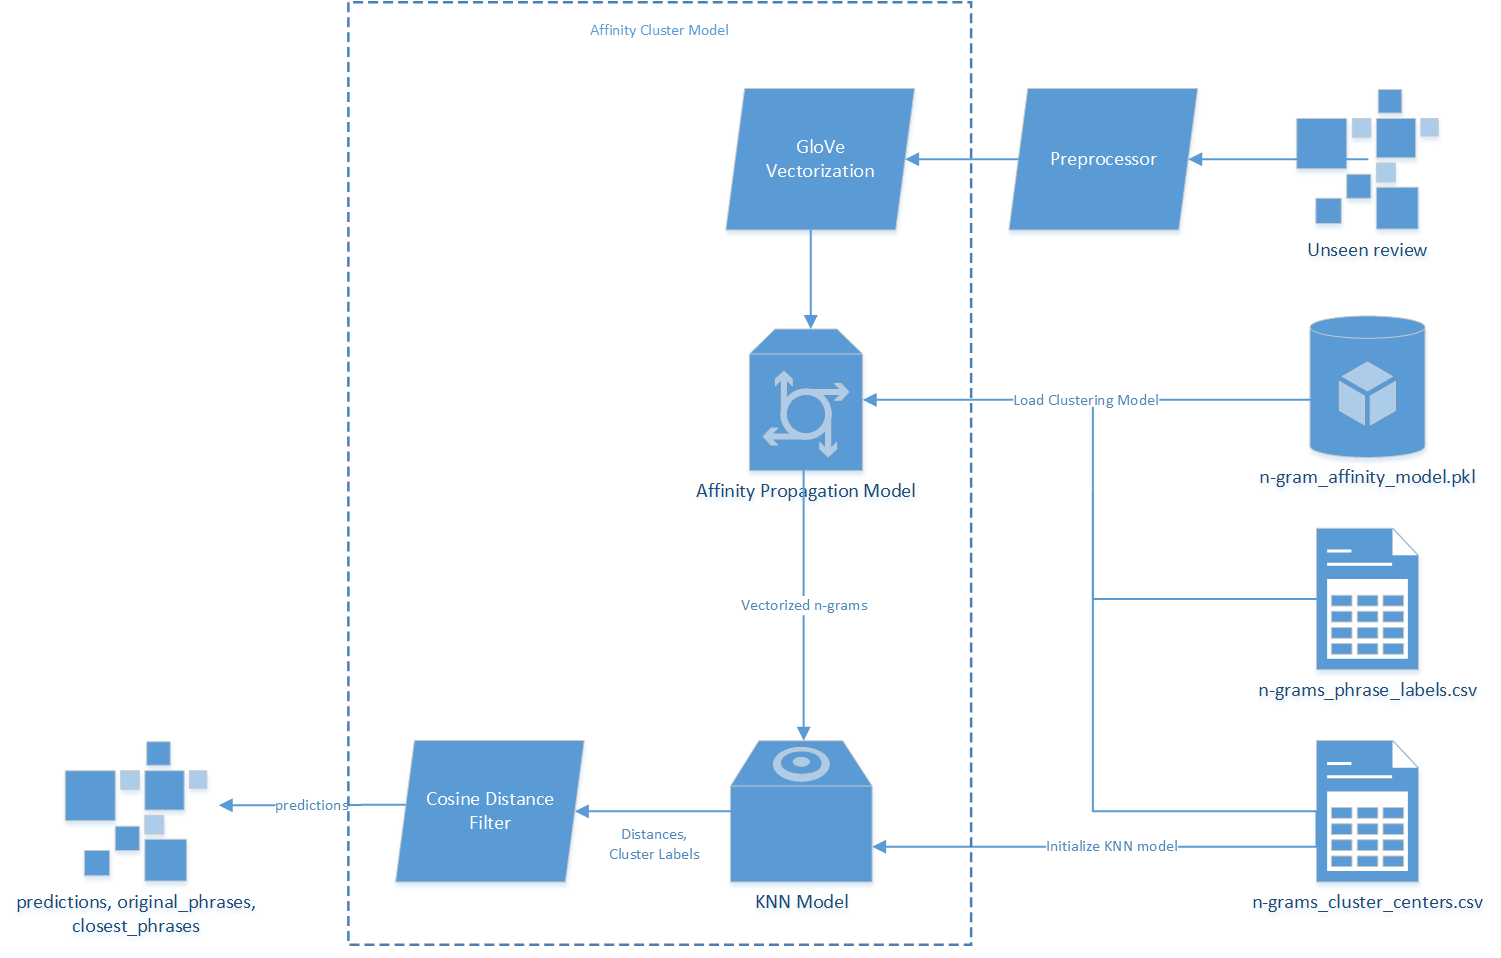 Affinity Cluster Model
GloVe
Vectorization
Preprocessor
Unseen review
Load Clustering Model
n-gram_affinity_model.pkl
Affinity Propagation Model
Vectorized n-grams
n-grams_phrase_labels.csv
Cosine Distance
Filter
predictions
Distances,
Cluster Labels
Initialize KNN model
KNN Model
n-grams_cluster_centers.csv
predictions, original_phrases,
closest_phrases